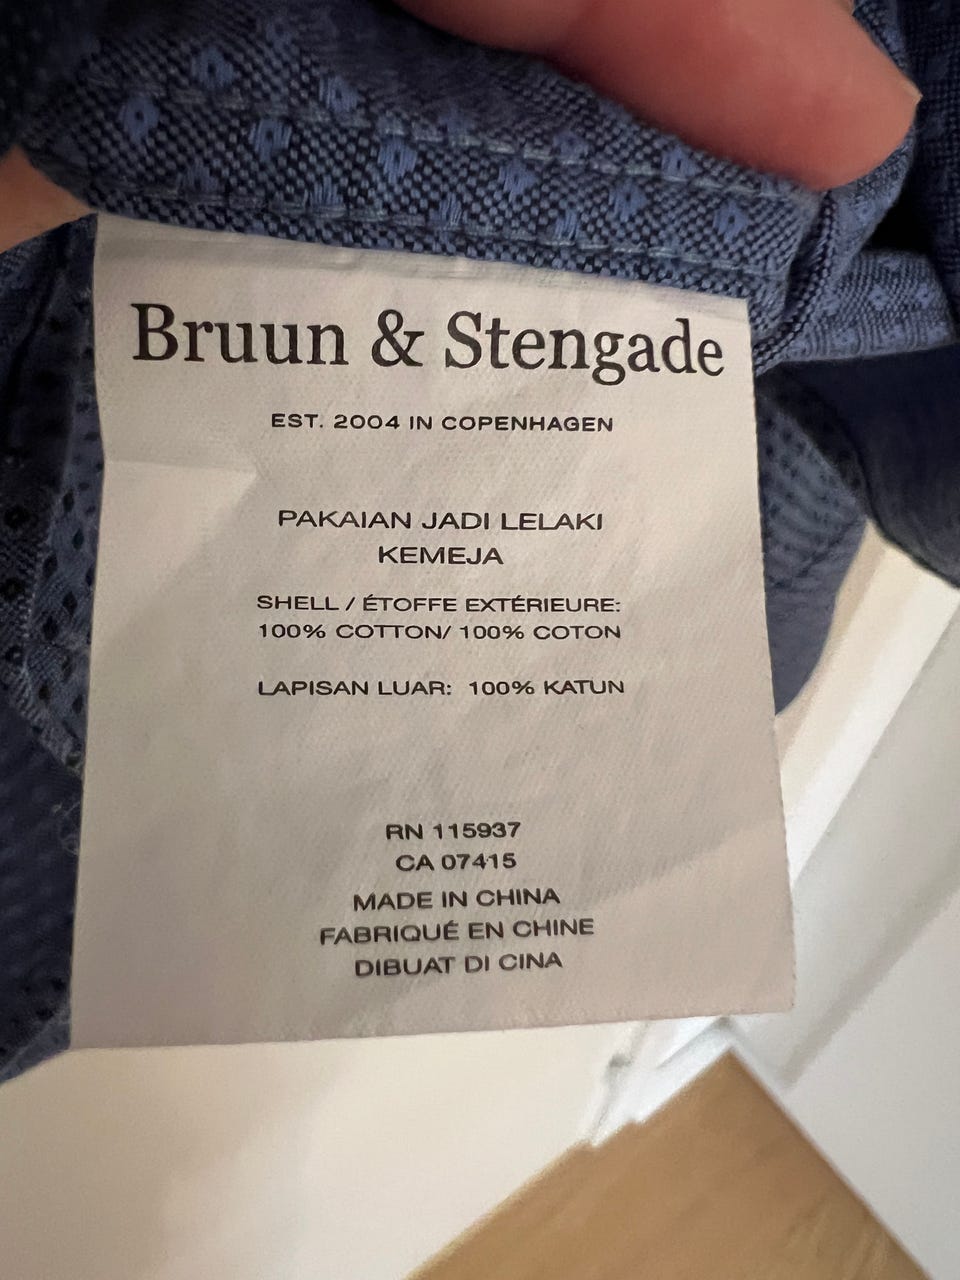 Bruun & Stengade
EST. 2004 IN COPENHAGEN
PAKAIAN JADI LELAKI
KEMEJA
SHELL / ÉTOFFE EXTÉRIEURE:
100% COTTON/ 100% COTON
LAPISAN LUAR: 100% KATUN
RN 115937
CA 07415
MADE IN CHINA
FABRIQUÉ EN CHINE
DIBUAT DI CINA